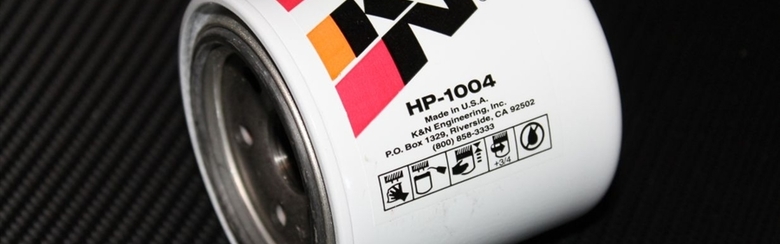 K&N
HP-1004
Made in U.S.A.
K&N Engineering, Inc.
P.O. Box 1329, Riverside, CA 92502
(800) 858-3333
+3/4